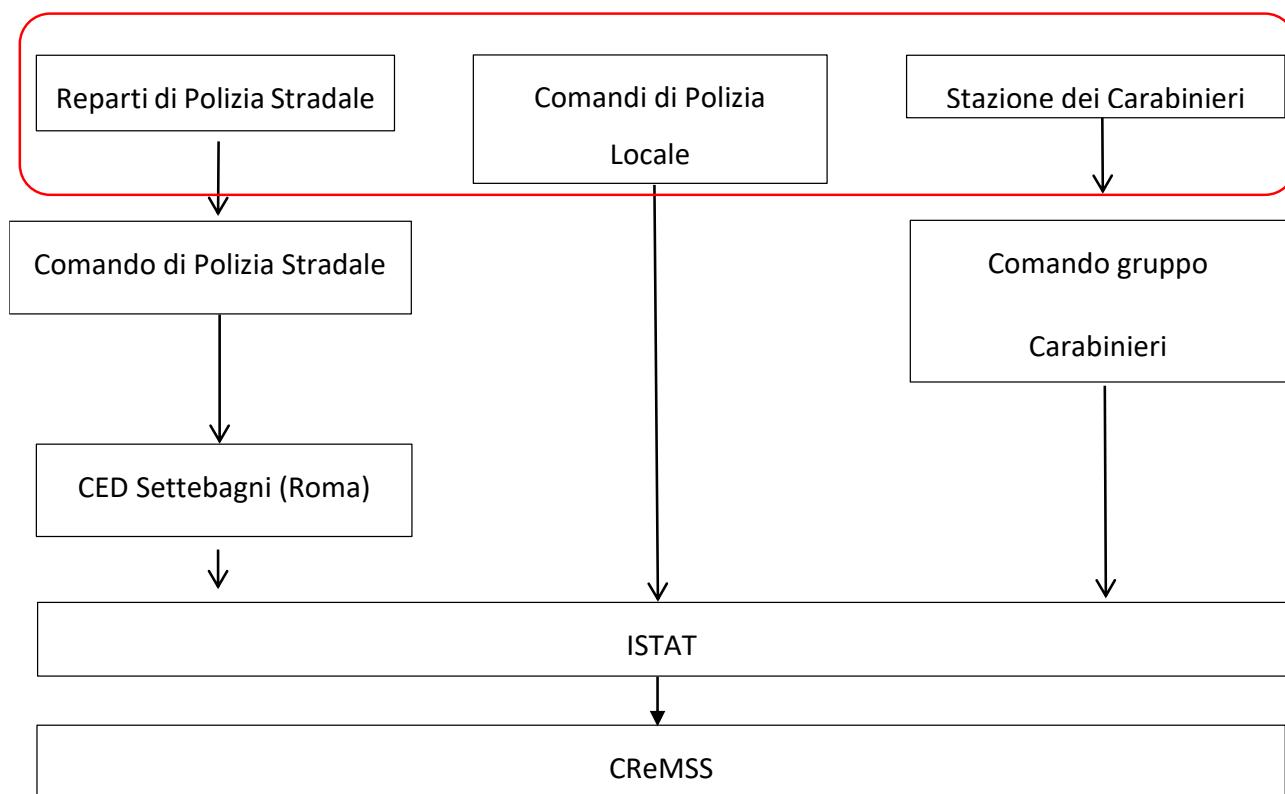 Reparti di Polizia Stradale
Comandi di Polizia
Locale
Stazione dei Carabinieri
Comando di Polizia Stradale
Comando gruppo
Carabinieri
CED Settebagni (Roma)
ISTAT
CReMSS